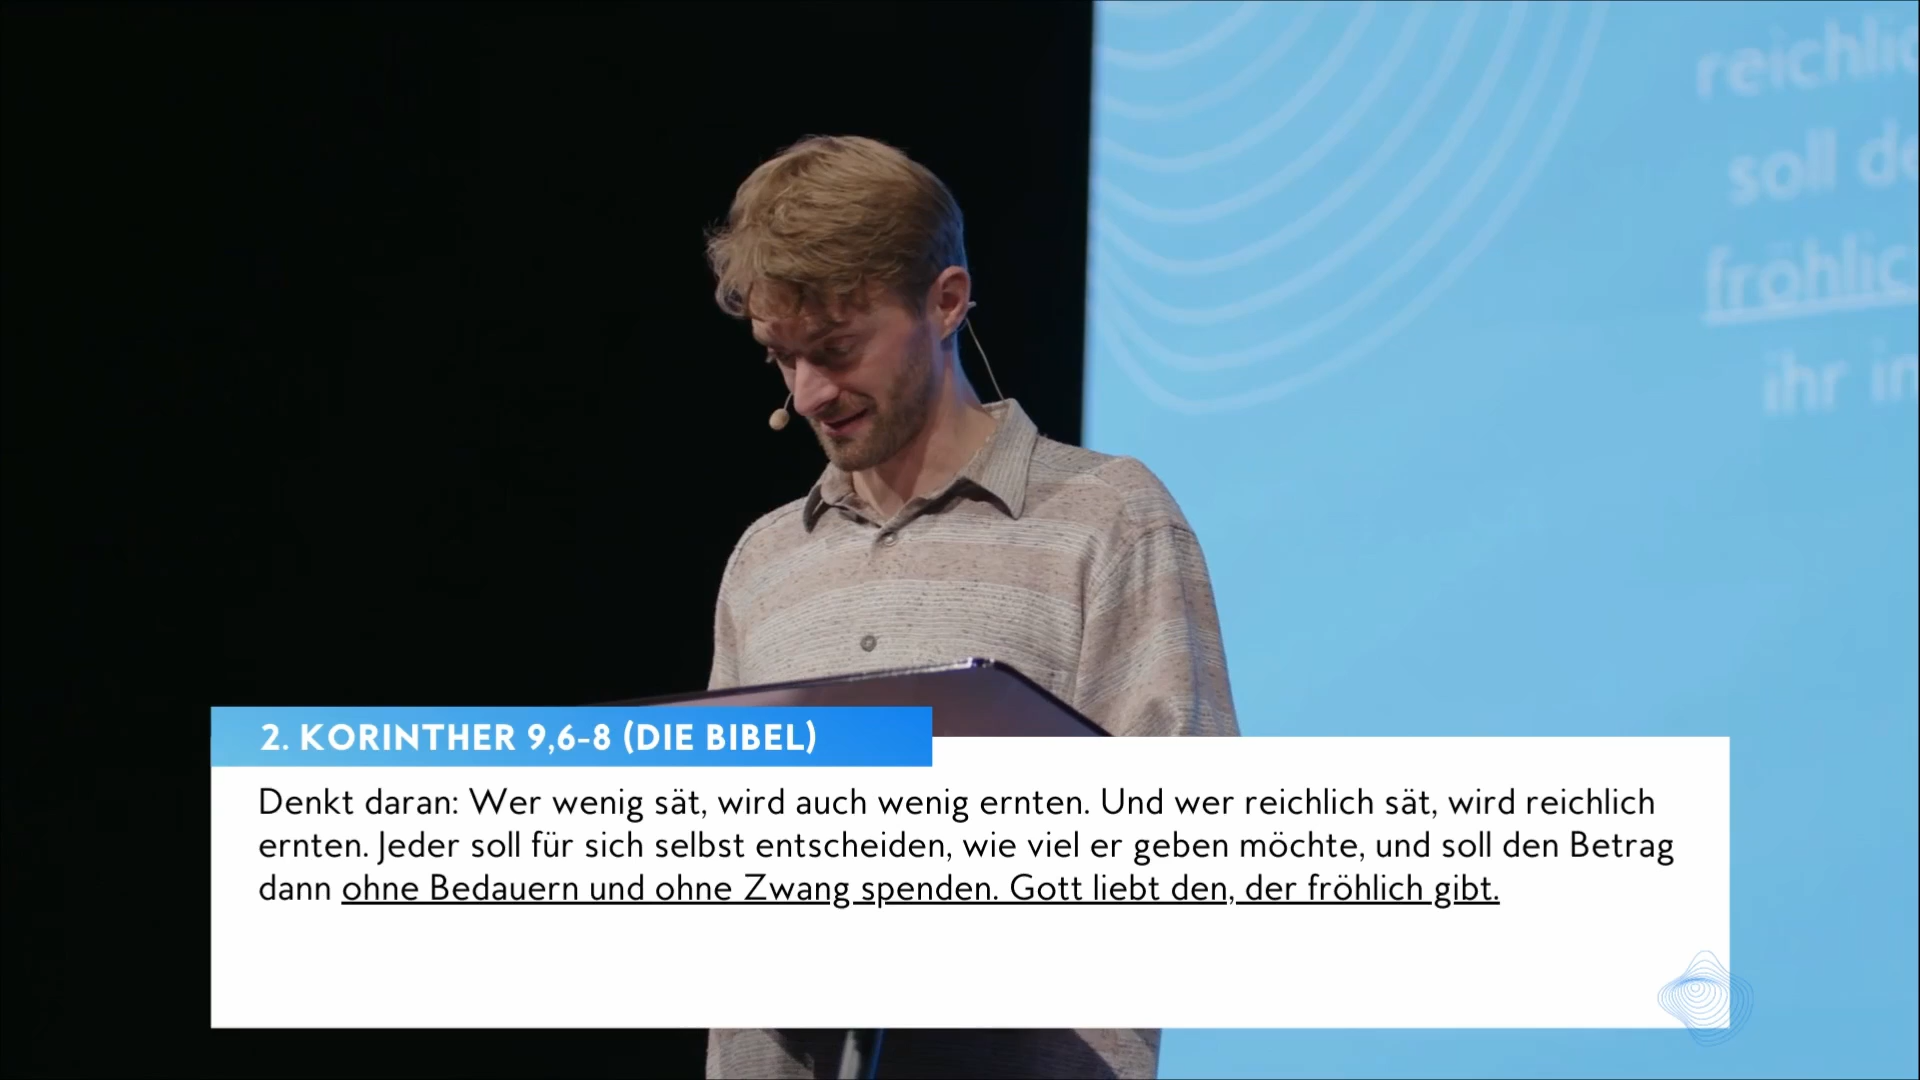 reichlic
soll de
fröhlic
ihr in
2. KORINTHER 9,6-8 (DIE BIBEL)
Denkt daran: Wer wenig sät, wird auch wenig ernten. Und wer reichlich sät, wird reichlich
ernten. Jeder soll für sich selbst entscheiden, wie viel er geben möchte, und soll den Betrag
dann ohne Bedauern und ohne Zwang spenden. Gott liebt den, der fröhlich gibt.